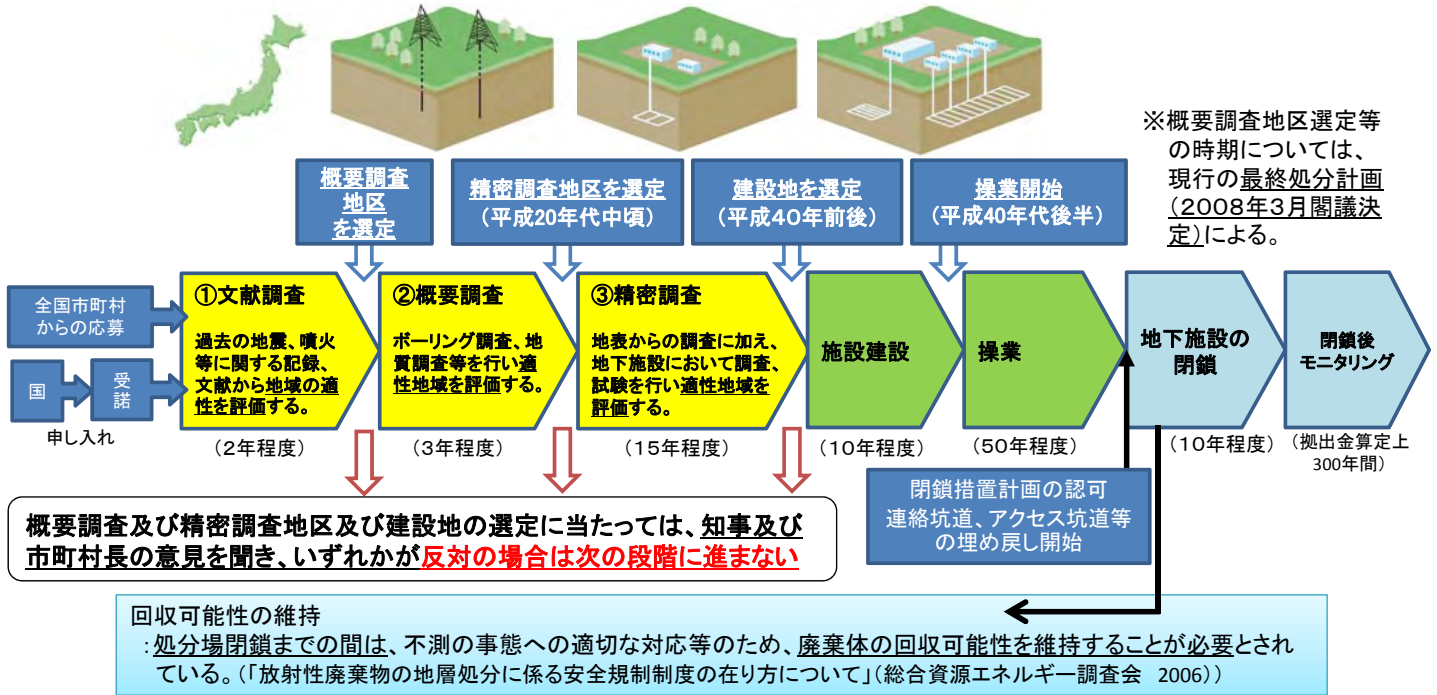 ※概要調査地区選定等
の時期については、
現行の最終処分計画
(2008年3月閣議決
定)による。
概要調査
地区
を選定
精密調査地区を選定
(平成20年代中頃)
建設地を選定
(平成40年前後)
操業開始
(平成40年代後半)
全国市町村
からの応募
国
受
諾
申し入れ
①文献調査
過去の地震、噴火
等に関する記録、
文献から地域の適
性を評価する。
(2年程度)
②概要調査
ボーリング調査、地
質調査等を行い適
性地域を評価する。
(3年程度)
③精密調査
地表からの調査に加え、
地下施設において調査、
試験を行い適性地域を
評価する。
(15年程度)
施設建設
(10年程度)
操業
(50年程度)
地下施設の
閉鎖
(10年程度)
閉鎖後
モニタリング
(拠出金算定上
300年間)
閉鎖措置計画の認可
連絡坑道、アクセス坑道等
の埋め戻し開始
概要調査及び精密調査地区及び建設地の選定に当たっては、知事及び
市町村長の意見を聞き、いずれかが反対の場合は次の段階に進まない
回収可能性の維持
:処分場閉鎖までの間は、不測の事態への適切な対応等のため、廃棄体の回収可能性を維持することが必要とされ
ている。(「放射性廃棄物の地層処分に係る安全規制制度の在り方について」(総合資源エネルギー調査会 2006))